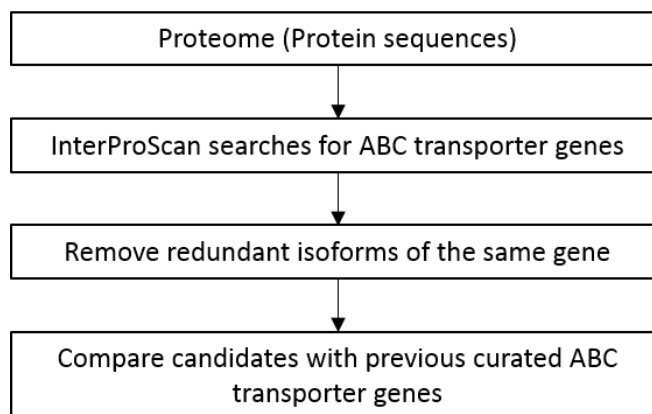 Proteome (Protein sequences)
InterProScan searches for ABC transporter genes
Remove redundant isoforms of the same gene
Compare candidates with previous curated ABC
transporter genes